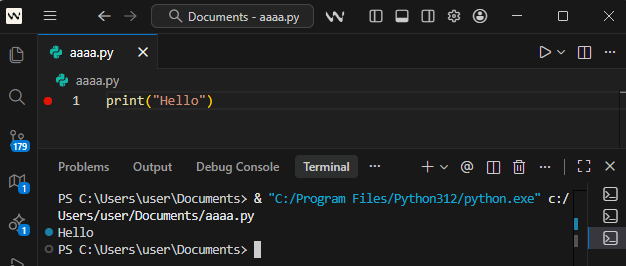 Documents - aaaa.py
aaaa.py
aaaa.py
1 print("Hello")
179
1
1
Problems Output Debug Console Terminal
PS C:\Users\user\Documents> & "C:/Program Files/Python312/python.exe" c:/
Users/user/Documents/aaaa.py
Hello
PS C:\Users\user\Documents>